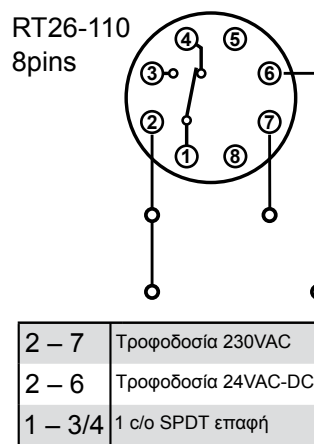 RT26-110
8pins
4 5
3 6
2 7
1 8
2 – 7 Τροφοδοσία 230VAC
2 – 6 Τροφοδοσία 24VAC-DC
1 – 3/4 1 c/o SPDT επαφή